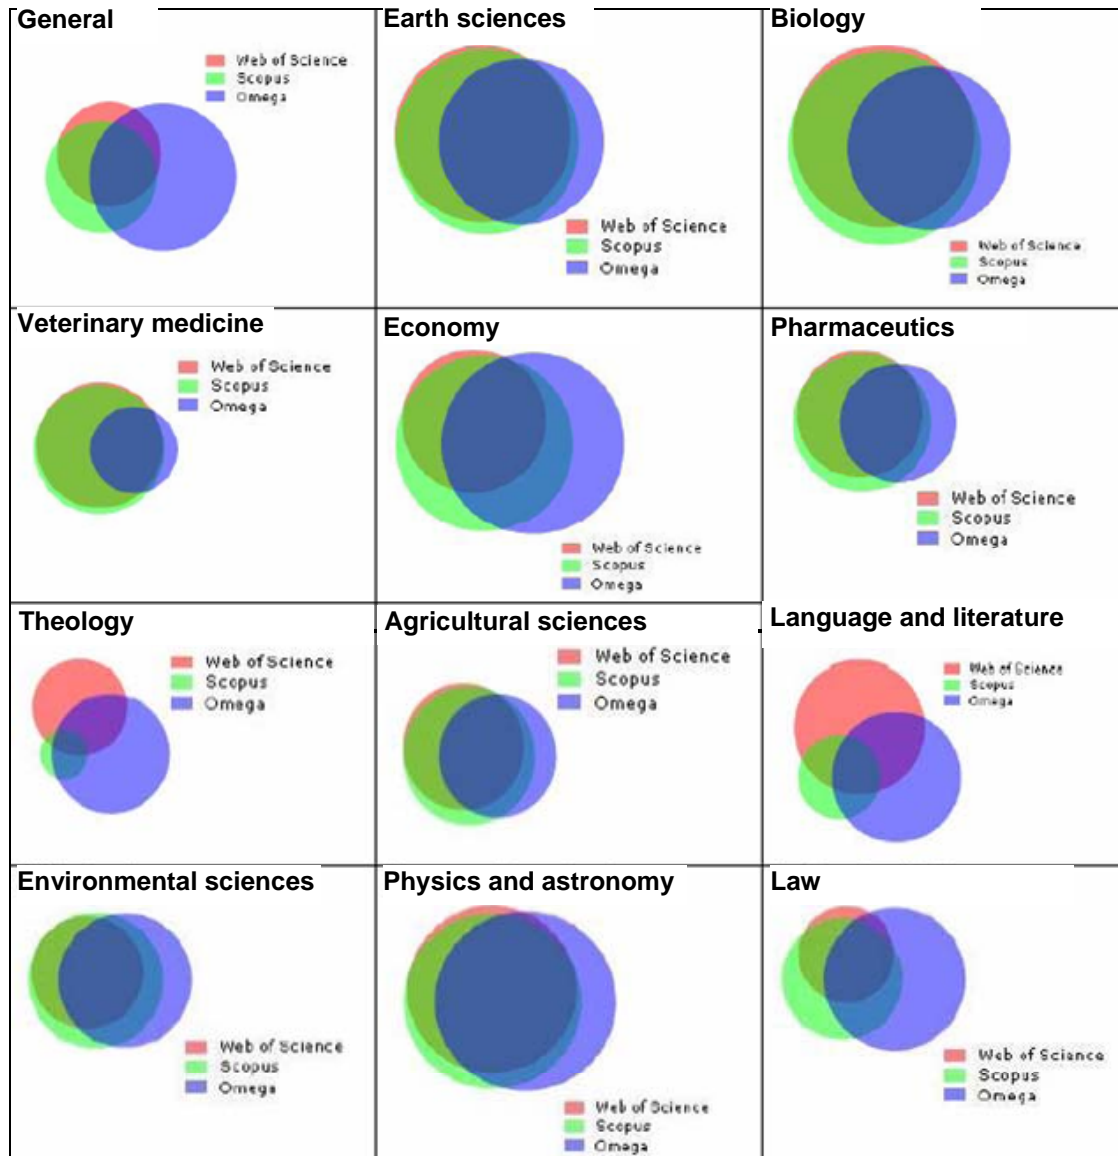 General
Web of Science
Scopus
Omega
Earth sciences
Web of Science
Scopus
Omega
Biology
Web of Science
Scopus
Omega
Veterinary medicine
Web of Science
Scopus
Omega
Economy
Web of Science
Scopus
Omega
Pharmaceutics
Web of Science
Scopus
Omega
Theology
Web of Science
Scopus
Omega
Agricultural sciences
Web of Science
Scopus
Omega
Language and literature
Web of Science
Scopus
Omega
Environmental sciences
Web of Science
Scopus
Omega
Physics and astronomy
Web of Science
Scopus
Omega
Law
Web of Science
Scopus
Omega